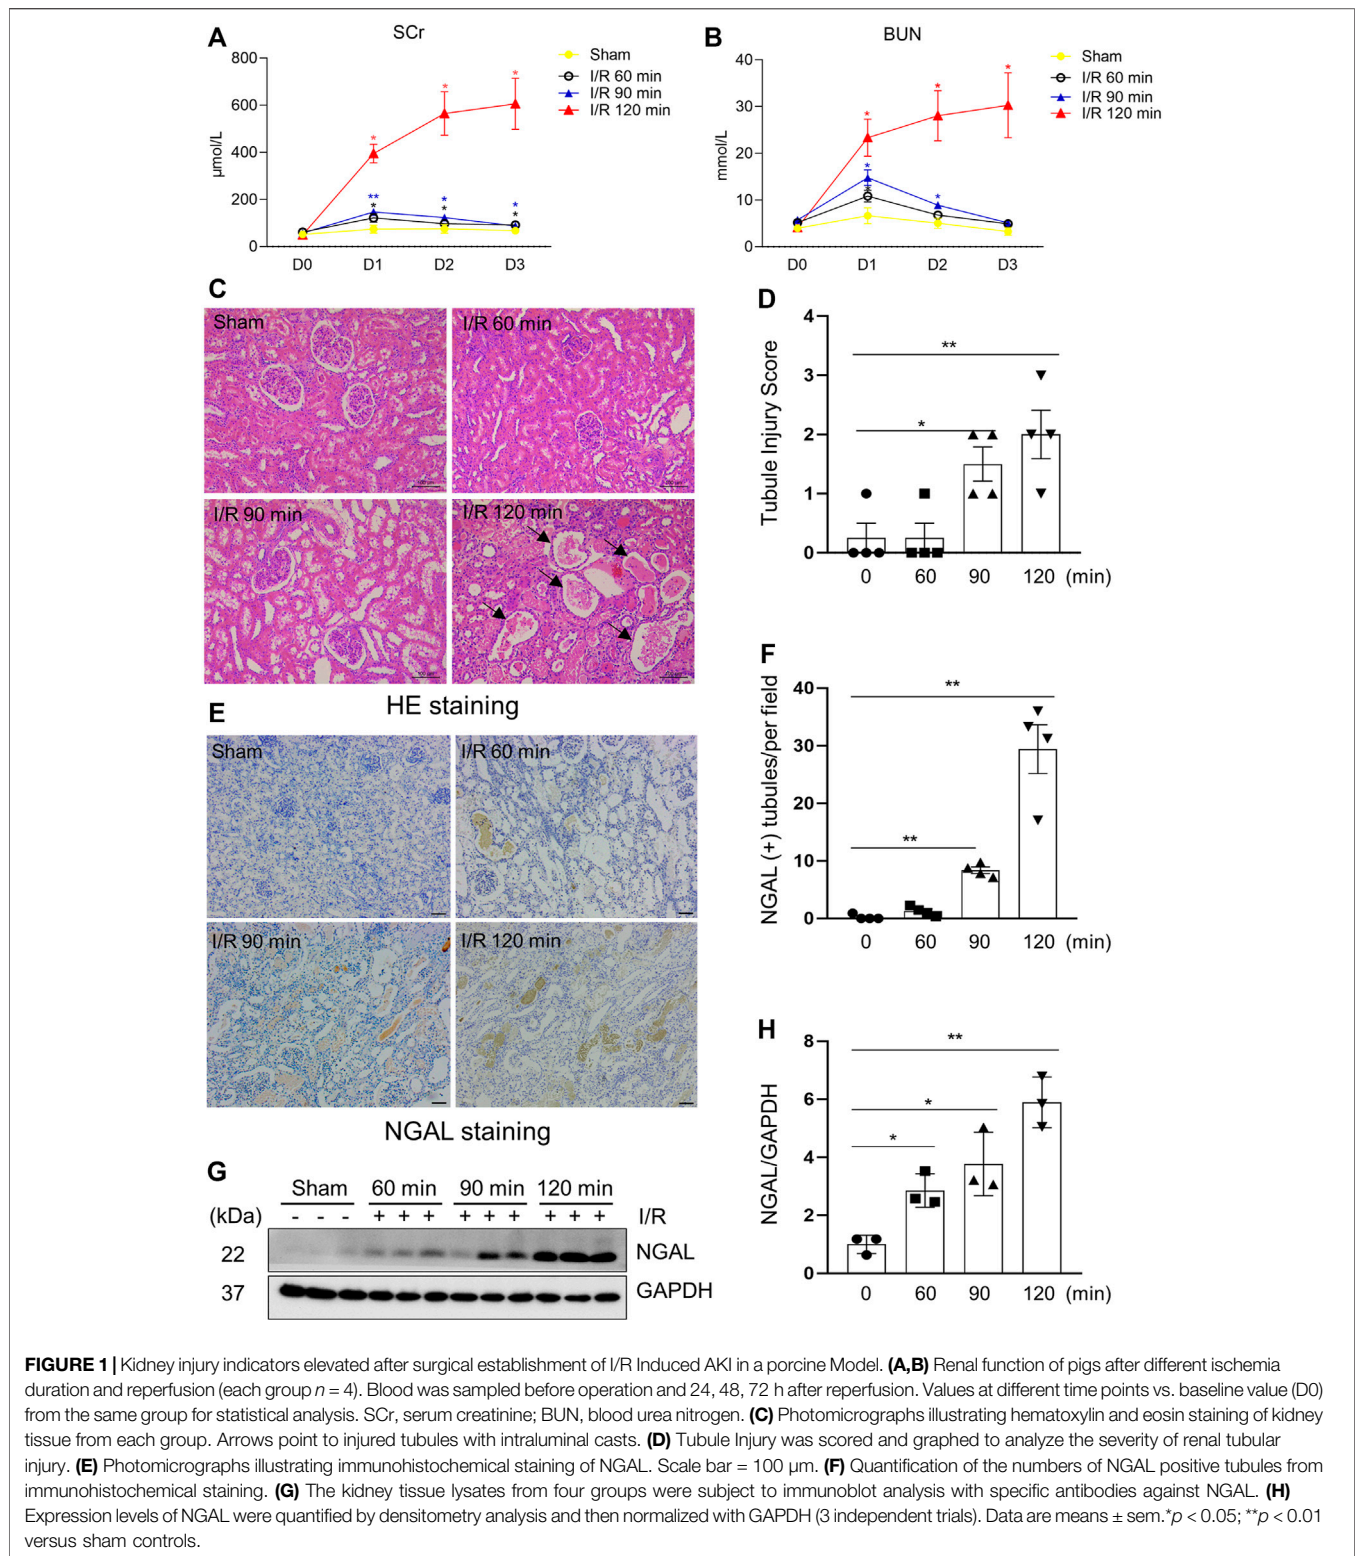 A
SCr
800
600
400
200
0
µmol/L
D0 D1 D2 D3
* * *
** * *
* * *
Sham
I/R 60 min
I/R 90 min
I/R 120 min
B
BUN
40
30
20
10
0
mmol/L
D0 D1 D2 D3
* * *
* *
*
Sham
I/R 60 min
I/R 90 min
I/R 120 min
C
Sham
I/R 60 min
I/R 90 min
I/R 120 min
HE staining
D
4
3
2
1
0
Tubule Injury Score
**
*
0 60 90 120 (min)
E
Sham
I/R 60 min
I/R 90 min
I/R 120 min
NGAL staining
F
40
30
20
10
0
NGAL (+) tubules/per field
**
**
0 60 90 120 (min)
G
Sham 60 min 90 min 120 min
(kDa) - - - + + + + + + + + + I/R
22 NGAL
37 GAPDH
H
8
6
4
2
0
NGAL/GAPDH
**
*
*
0 60 90 120 (min)
FIGURE 1 | Kidney injury indicators elevated after surgical establishment of I/R Induced AKI in a porcine Model. (A,B) Renal function of pigs after different ischemia
duration and reperfusion (each group n = 4). Blood was sampled before operation and 24, 48, 72 h after reperfusion. Values at different time points vs. baseline value (D0)
from the same group for statistical analysis. SCr, serum creatinine; BUN, blood urea nitrogen. (C) Photomicrographs illustrating hematoxylin and eosin staining of kidney
tissue from each group. Arrows point to injured tubules with intraluminal casts. (D) Tubule Injury was scored and graphed to analyze the severity of renal tubular
injury. (E) Photomicrographs illustrating immunohistochemical staining of NGAL. Scale bar = 100 µm. (F) Quantification of the numbers of NGAL positive tubules from
immunohistochemical staining. (G) The kidney tissue lysates from four groups were subject to immunoblot analysis with specific antibodies against NGAL. (H)
Expression levels of NGAL were quantified by densitometry analysis and then normalized with GAPDH (3 independent trials). Data are means ± sem.*p < 0.05; **p < 0.01
versus sham controls.